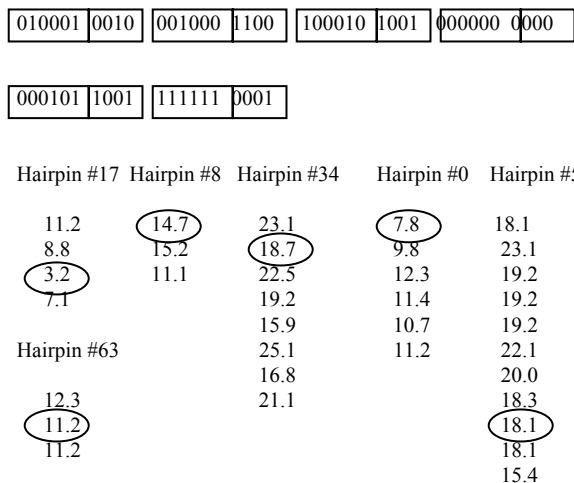 010001 0010 001000 1100 100010 1001 000000 0000
000101 1001 111111 0001
Hairpin #17 Hairpin #8 Hairpin #34 Hairpin #0 Hairpin #5
11.2 14.7 23.1 7.8 18.1
8.8 15.2 18.7 9.8 23.1
3.2 11.1 22.5 12.3 19.2
7.1 19.2 11.4 19.2
15.9 10.7 19.2
Hairpin #63 25.1 11.2 22.1
16.8 20.0
12.3 21.1 18.3
11.2 18.1
11.2 18.1
15.4